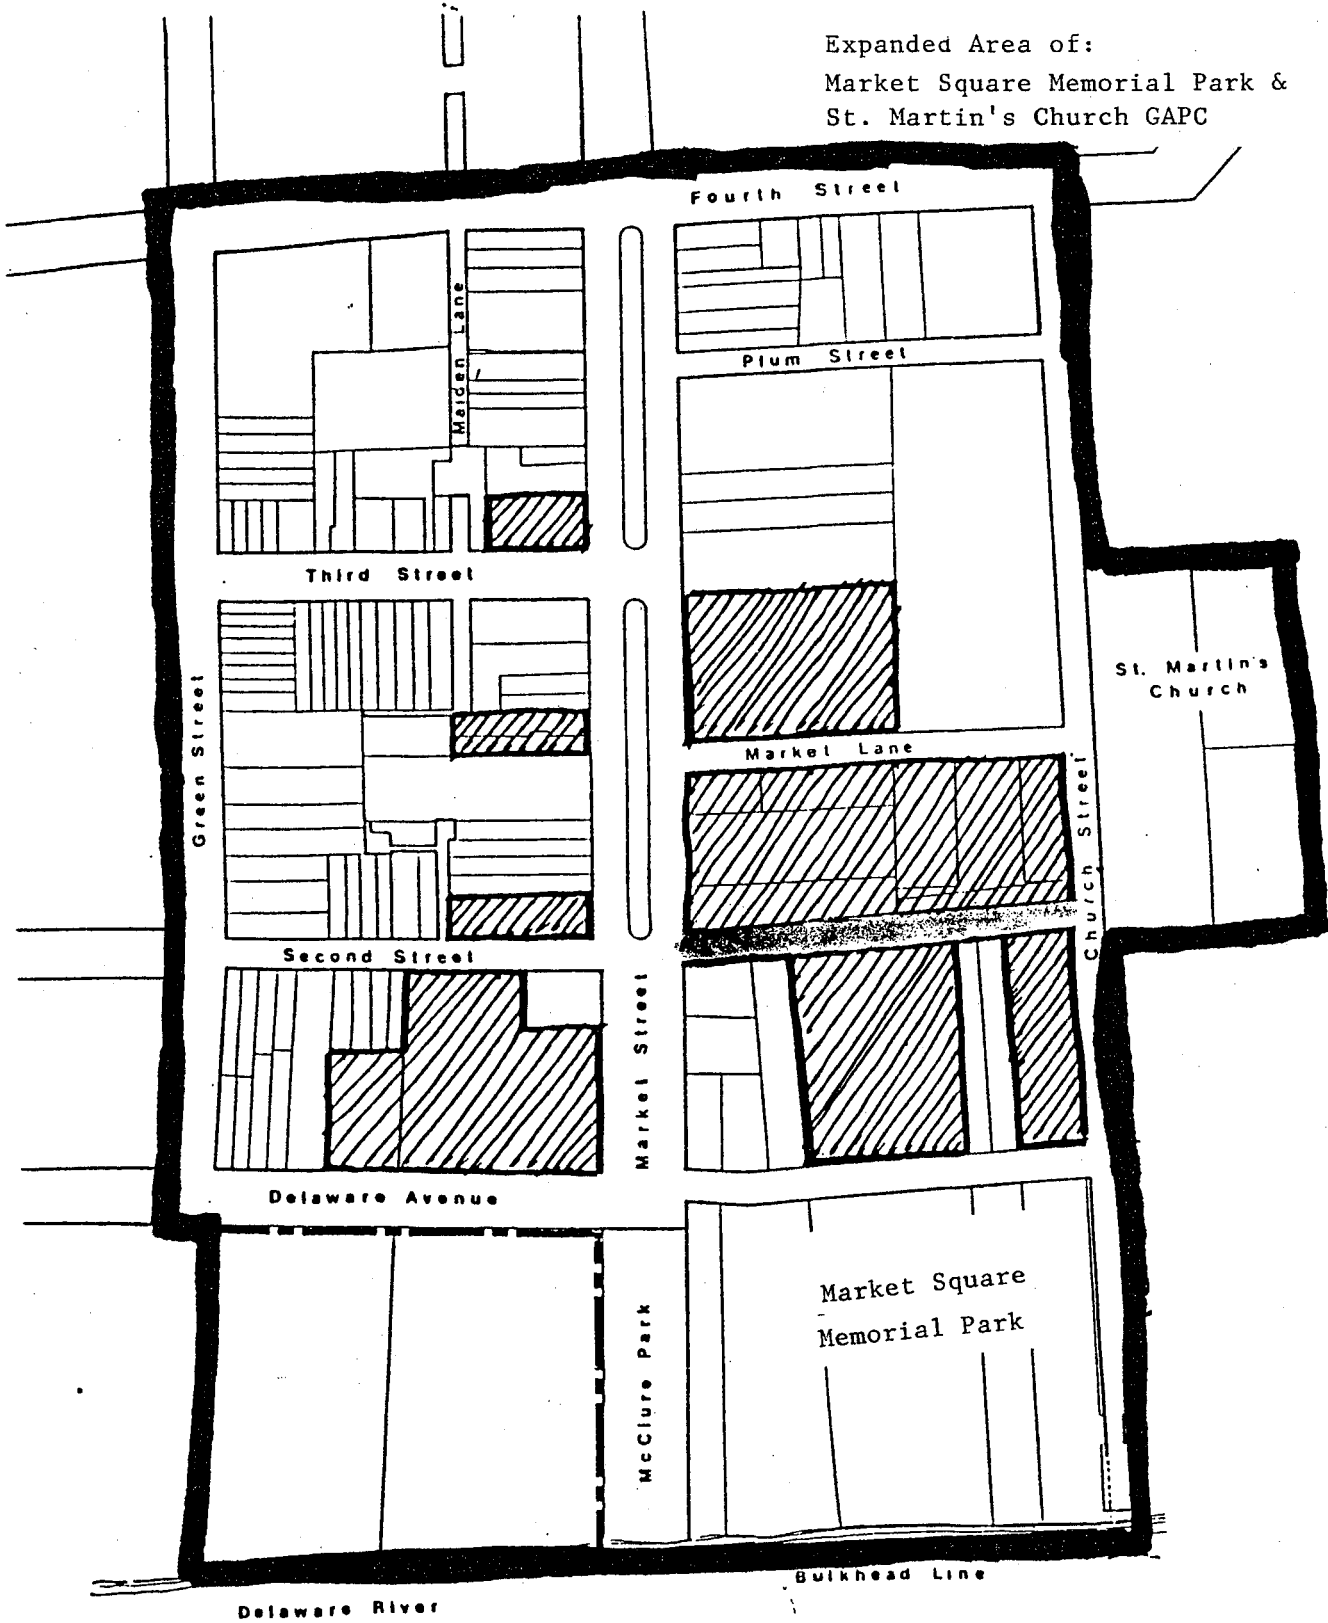 Expanded Area of:
Market Square Memorial Park &
St. Martin's Church GAPC
Fourth Street
Maiden Lane
Plum Street
Third Street
Green Street
St. Martin's
Church
Market Lane
Church Street
Second Street
Market Street
Delaware Avenue
Market Square
Memorial Park
McClure Park
Bulkhead Line
Delaware River